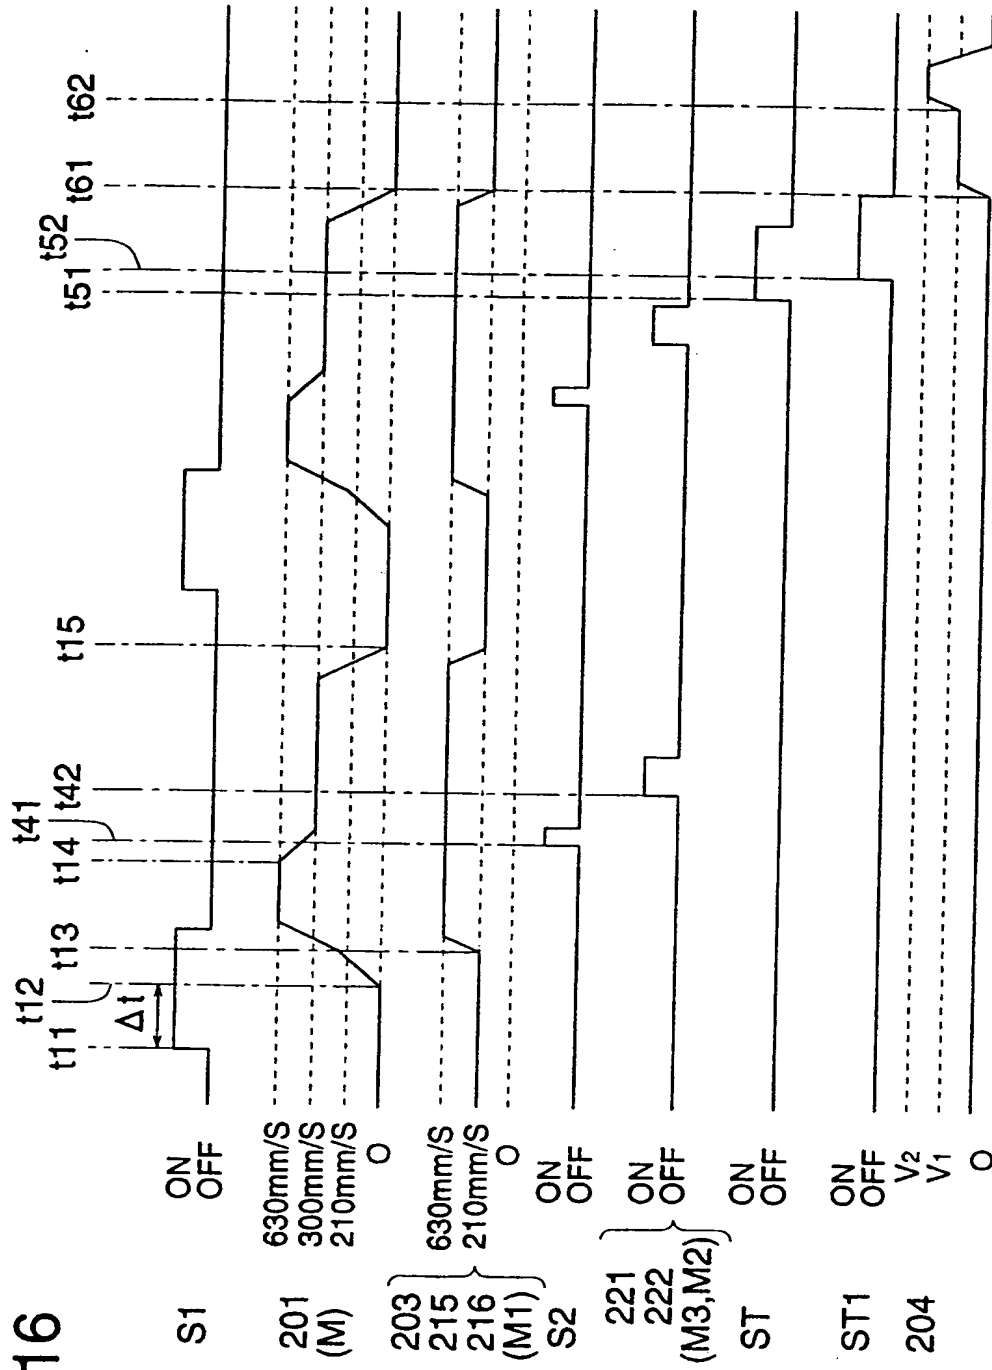 16
t11
t12
Δt
t13
t14
t41
t42
t15
t51
t52
t61
t62
S1
ON
OFF
201
(M)
630mm/S
300mm/S
210mm/S
O
203
215
216
(M1)
630mm/S
210mm/S
O
S2
ON
OFF
221
222
(M3,M2)
ON
OFF
ST
ON
OFF
ST1
ON
OFF
204
V2
V1
O